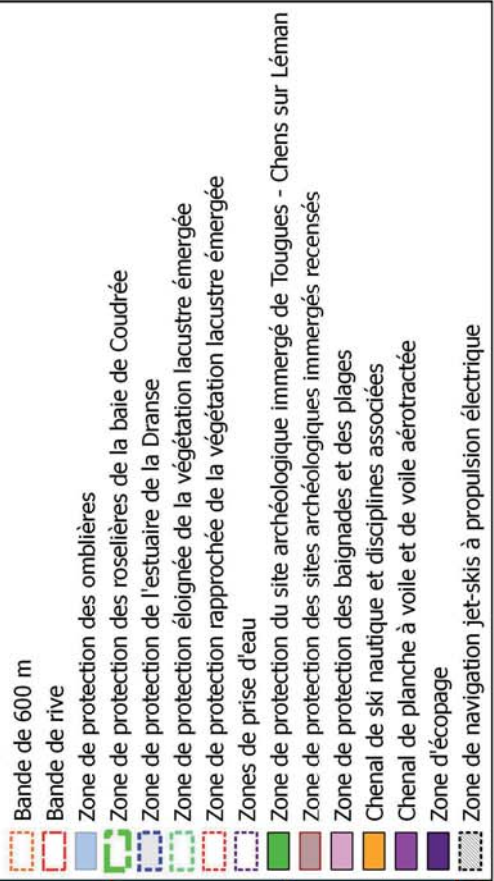 Bande de 600 m
Bande de rive
Zone de protection des omblières
Zone de protection des roselières de la baie de Coudrée
Zone de protection de l'estuaire de la Dranse
Zone de protection éloignée de la végétation lacustre émergée
Zone de protection rapprochée de la végétation lacustre émergée
Zones de prise d'eau
Zone de protection du site archéologique immergé de Tougues - Chens sur Léman
Zone de protection des sites archéologiques immergés recensés
Zone de protection des baignades et des plages
Chenal de ski nautique et disciplines associées
Chenal de planche à voile et de voile aérotractée
Zone d'écopage
Zone de navigation jet-skis à propulsion électrique